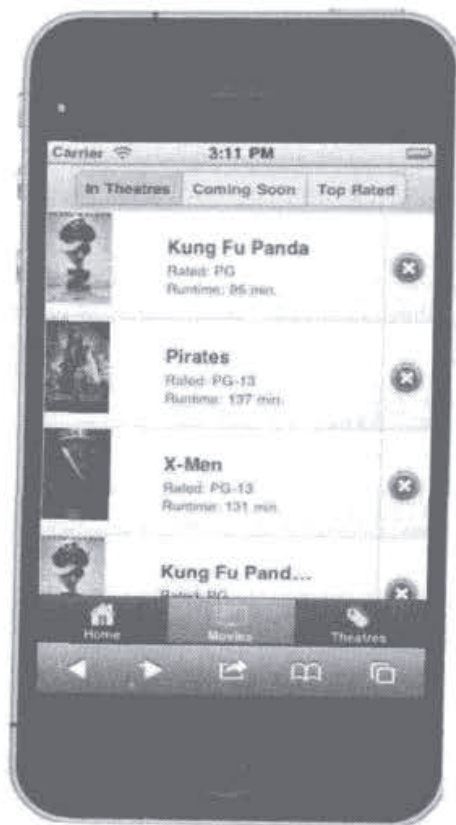 Carrier 3:11 PM
In Theatres Coming Soon Top Rated
Kung Fu Panda
Rated: PG
Runtime: 95 min.
Pirates
Rated: PG-13
Runtime: 137 min.
X-Men
Rated: PG-13
Runtime: 131 min.
Kung Fu Pand...
Rated: PG
Home Movies Theatres